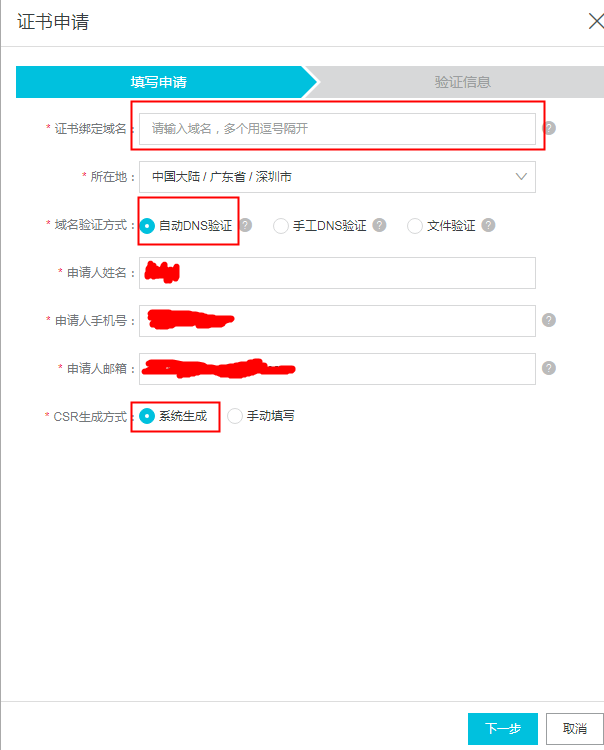 证书申请
填写申请 验证信息
* 证书绑定域名： 请输入域名，多个用逗号隔开 ?
* 所在地： 中国大陆 / 广东省 / 深圳市
* 域名验证方式： 自动DNS验证 ? 手工DNS验证 ? 文件验证 ?
* 申请人姓名：
* 申请人手机号： ?
* 申请人邮箱： ?
* CSR生成方式： 系统生成 手动填写
下一步 取消